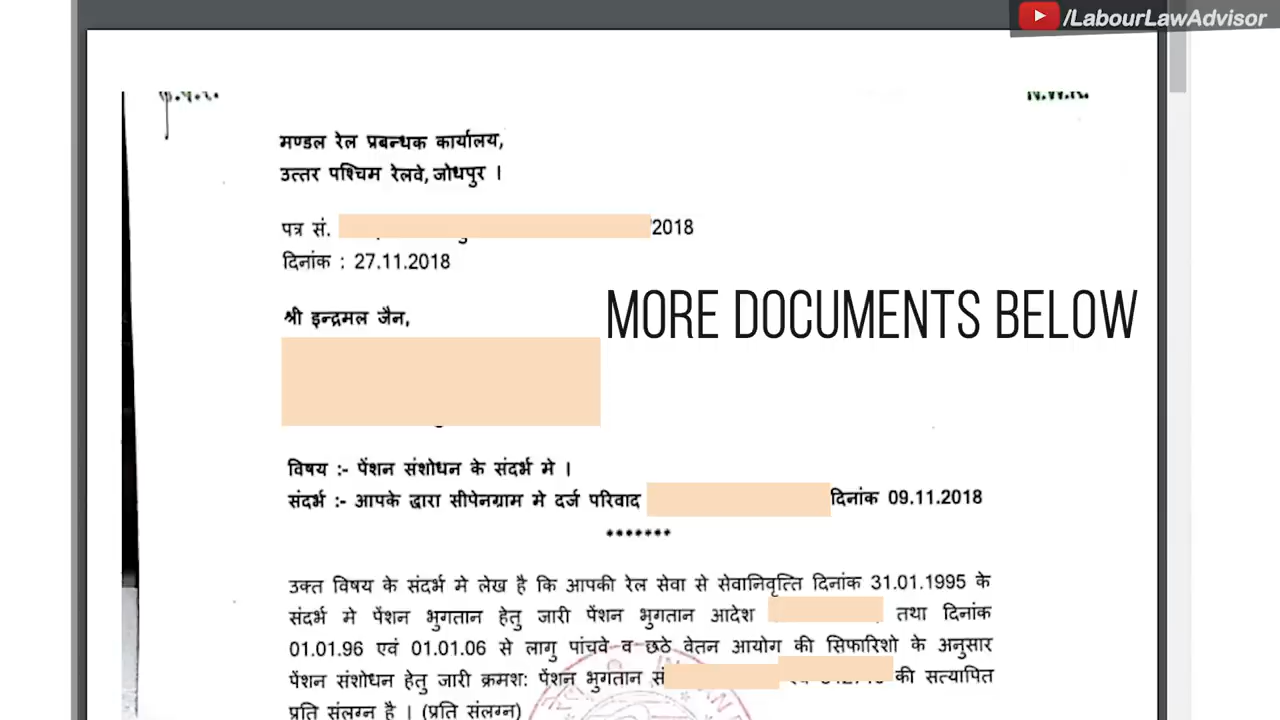 /LabourLawAdvisor
मण्डल रेल प्रबन्धक कार्यालय,
उत्तर पश्चिम रेलवे, जोधपुर ।
पत्र सं. /2018
दिनांक : 27.11.2018
श्री इन्द्रमल जैन,
MORE DOCUMENTS BELOW
विषय :- पेंशन संशोधन के संदर्भ मे ।
संदर्भ :- आपके द्वारा सीपेनग्राम मे दर्ज परिवाद दिनांक 09.11.2018
*******
उक्त विषय के संदर्भ मे लेख है कि आपकी रेल सेवा से सेवानिवृत्ति दिनांक 31.01.1995 के
संदर्भ मे पेंशन भुगतान हेतु जारी पेंशन भुगतान आदेश तथा दिनांक
01.01.96 एवं 01.01.06 से लागु पांचवे व छठे वेतन आयोग की सिफारिशो के अनुसार
पेंशन संशोधन हेतु जारी क्रमश: पेंशन भुगतान सं की सत्यापित
प्रति संलग्न है । (प्रति संलग्न)